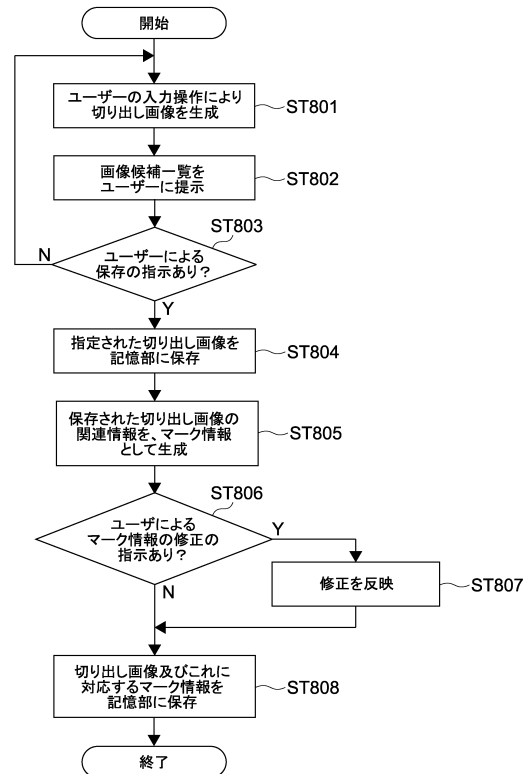 開始
ユーザーの入力操作により
切り出し画像を生成
ST801
画像候補一覧を
ユーザーに提示
ST802
ST803
ユーザーによる
保存の指示あり？
N
Y
指定された切り出し画像を
記憶部に保存
ST804
保存された切り出し画像の
関連情報を、マーク情報
として生成
ST805
ST806
ユーザによる
マーク情報の修正の
指示あり？
Y
N
修正を反映
ST807
切り出し画像及びこれに
対応するマーク情報を
記憶部に保存
ST808
終了